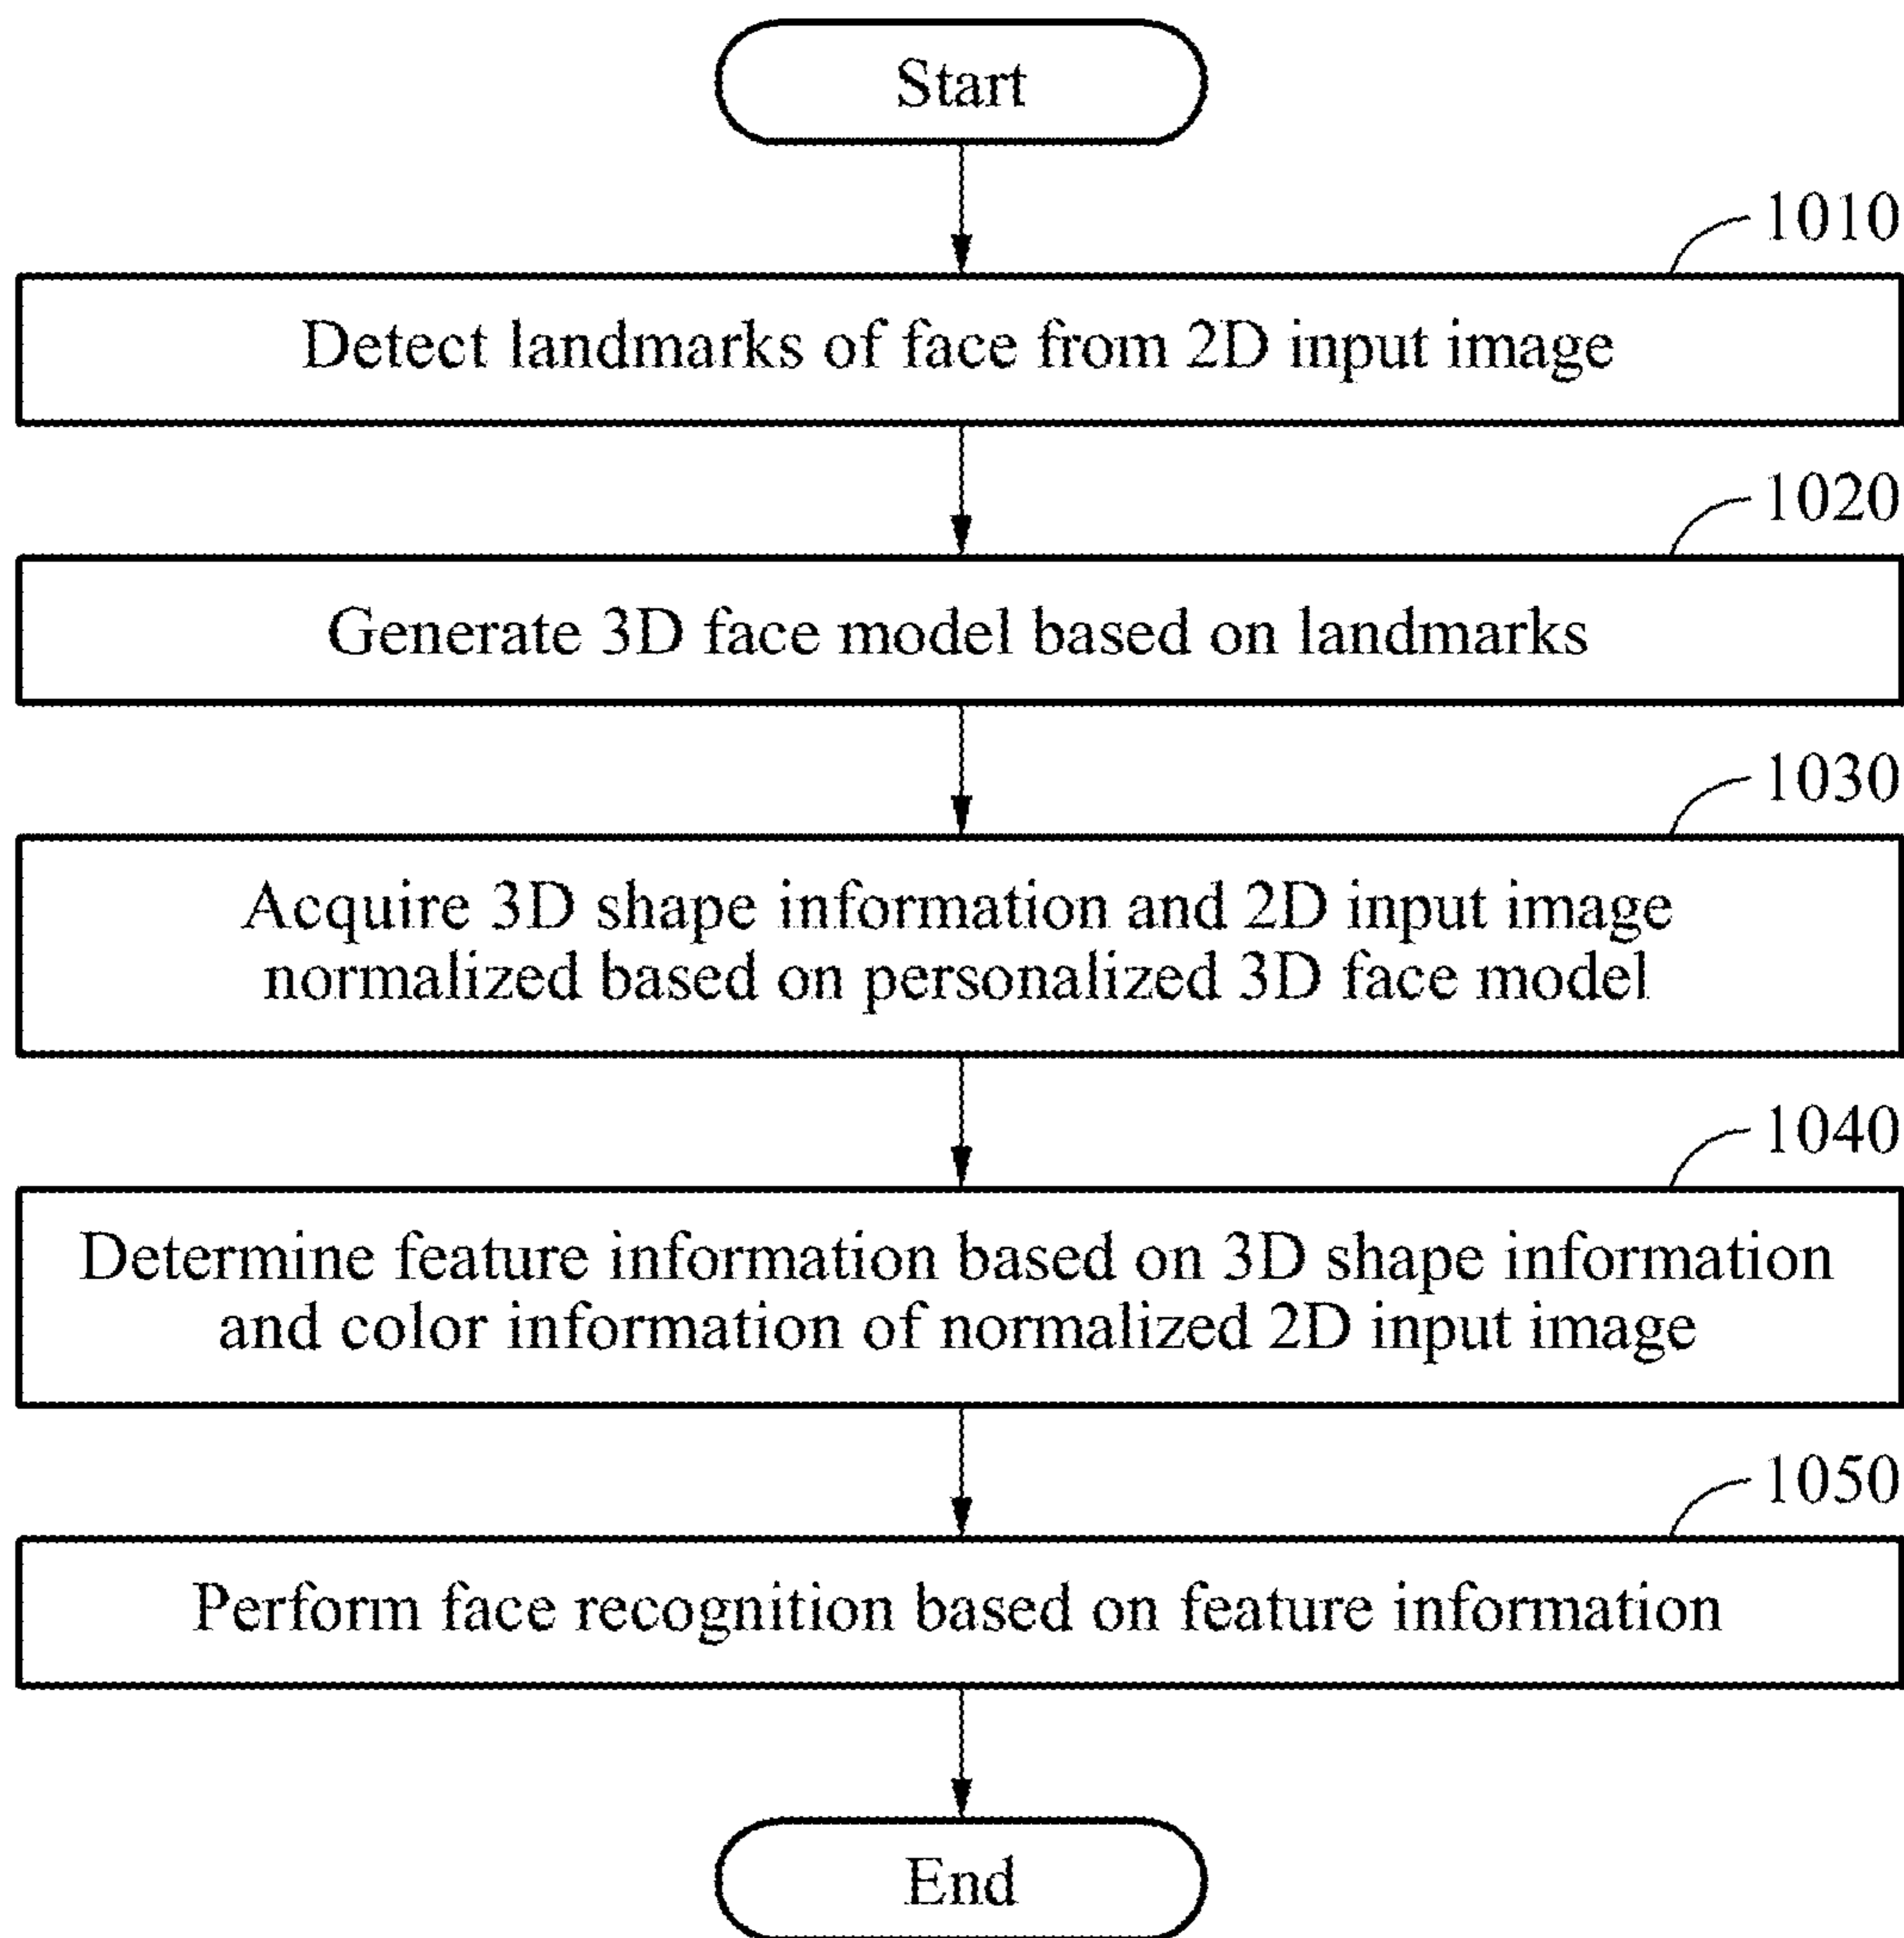 Start
1010
Detect landmarks of face from 2D input image
1020
Generate 3D face model based on landmarks
1030
Acquire 3D shape information and 2D input image
normalized based on personalized 3D face model
1040
Determine feature information based on 3D shape information
and color information of normalized 2D input image
1050
Perform face recognition based on feature information
End